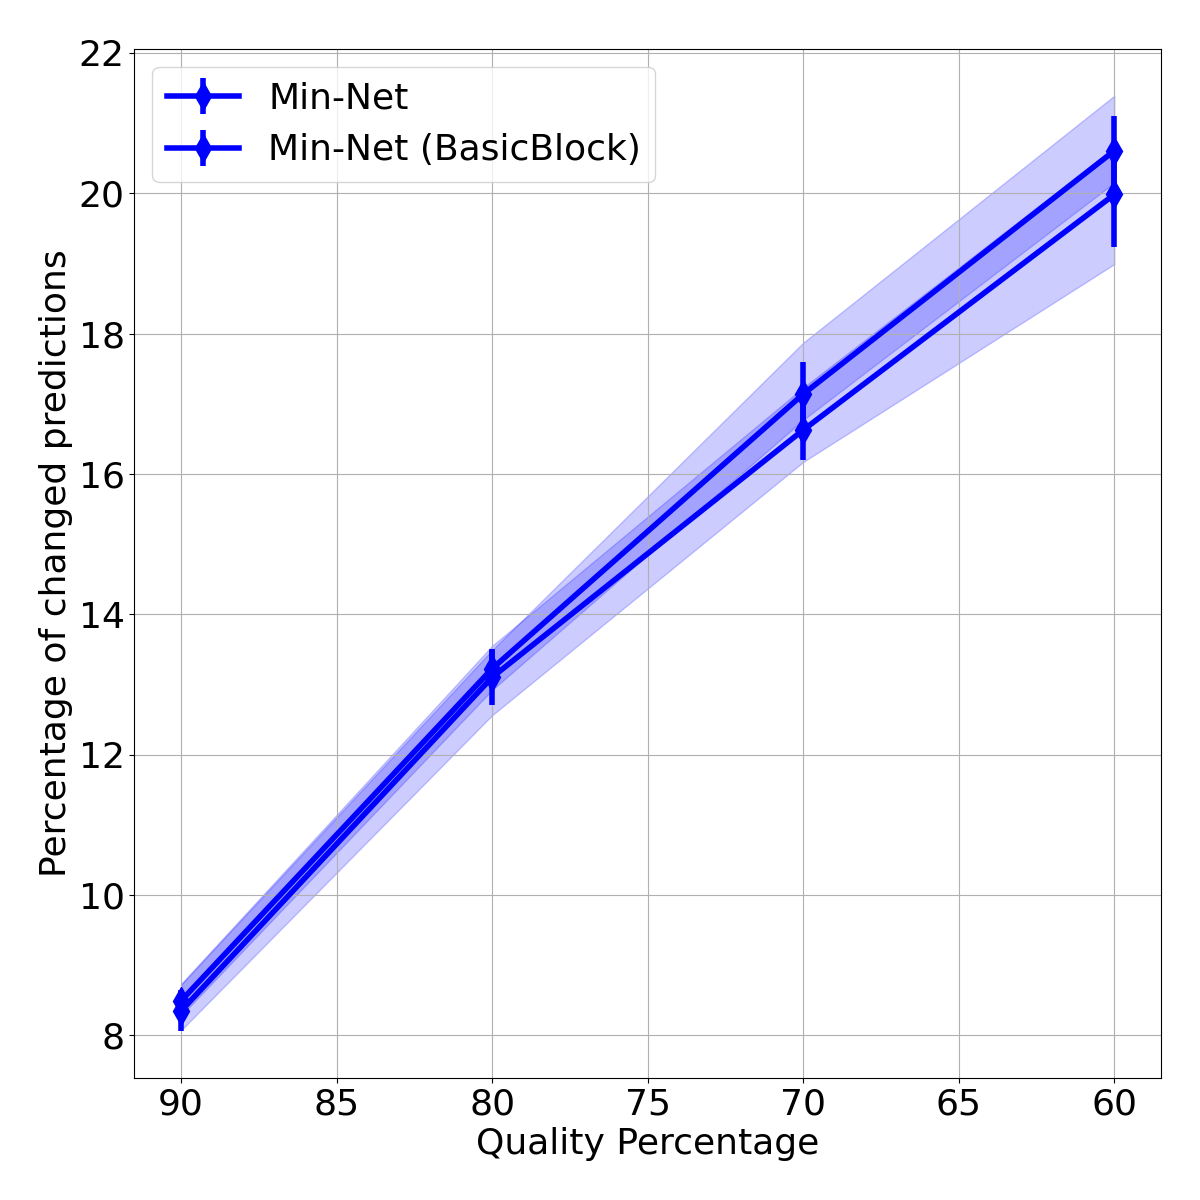 Min-Net
Min-Net (BasicBlock)
Percentage of changed predictions
22
20
18
16
14
12
10
8
90 85 80 75 70 65 60
Quality Percentage